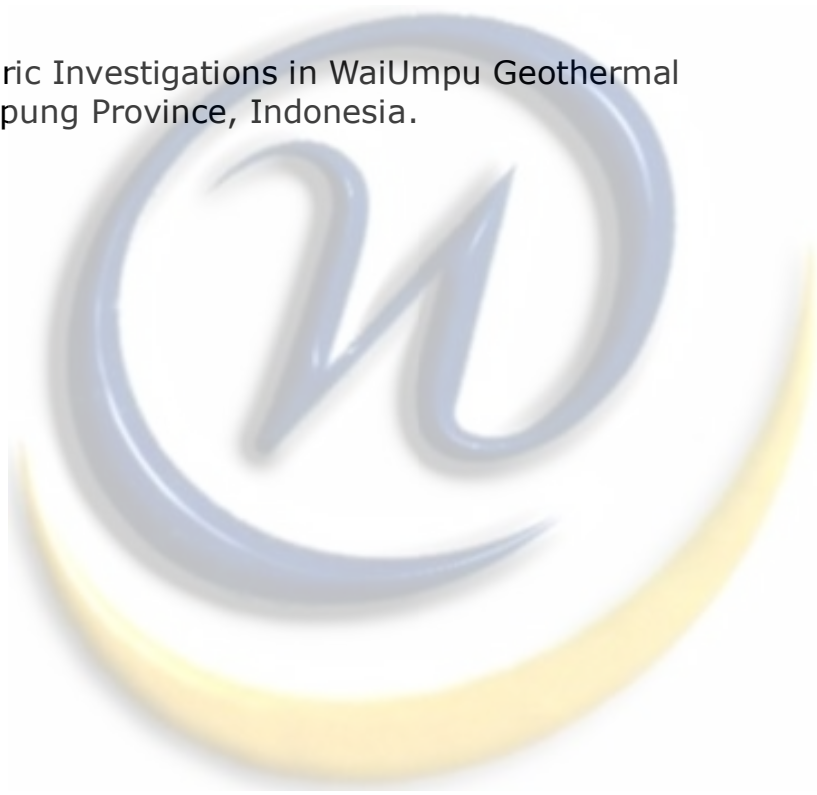 ric Investigations in WaiUmpu Geothermal
pung Province, Indonesia.